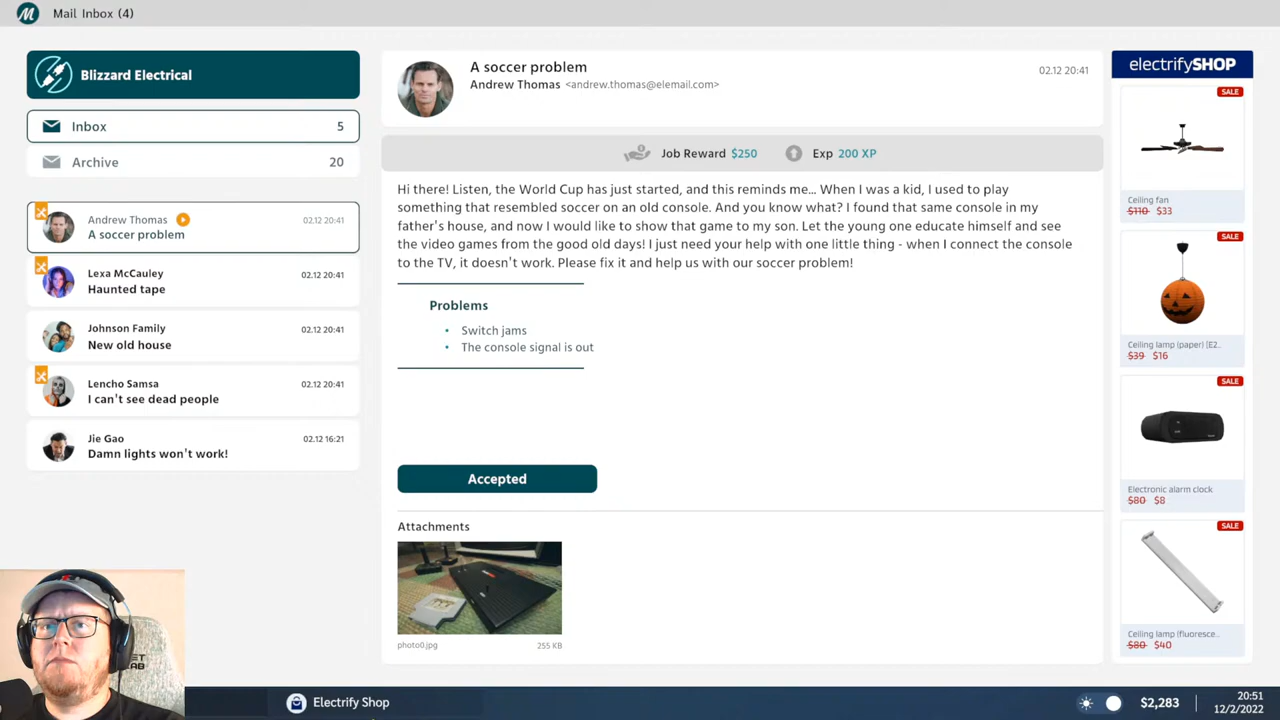 Mail Inbox (4)
Blizzard Electrical
Inbox 5
Archive 20
Andrew Thomas 02.12 20:41
A soccer problem
Lexa McCauley 02.12 20:41
Haunted tape
Johnson Family 02.12 20:41
New old house
Lencho Samsa 02.12 20:41
I can't see dead people
Jie Gao 02.12 16:21
Damn lights won't work!
A soccer problem 02.12 20:41
Andrew Thomas <andrew.thomas@elemail.com>
Job Reward $250 Exp 200 XP
Hi there! Listen, the World Cup has just started, and this reminds me... When I was a kid, I used to play
something that resembled soccer on an old console. And you know what? I found that same console in my
father's house, and now I would like to show that game to my son. Let the young one educate himself and see
the video games from the good old days! I just need your help with one little thing - when I connect the console
to the TV, it doesn't work. Please fix it and help us with our soccer problem!
Problems
• Switch jams
• The console signal is out
Accepted
Attachments
photo0.jpg 255 KB
electrifySHOP
SALE
Ceiling fan
$110 $33
SALE
Ceiling lamp (paper) [E2...
$39 $16
SALE
Electronic alarm clock
$80 $8
SALE
Ceiling lamp (fluoresce...
$80 $40
Electrify Shop
$2,283
20:51
12/2/2022